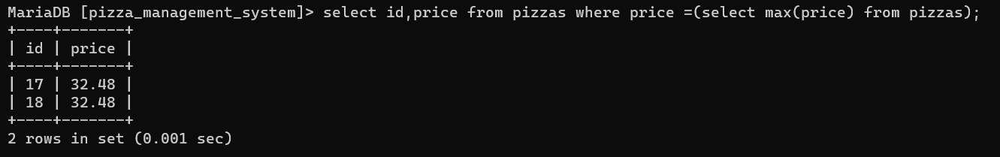 MariaDB [pizza_management_system]> select id,price from pizzas where price =(select max(price) from pizzas);
+----+-------+
| id | price |
+----+-------+
| 17 | 32.48 |
| 18 | 32.48 |
+----+-------+
2 rows in set (0.001 sec)